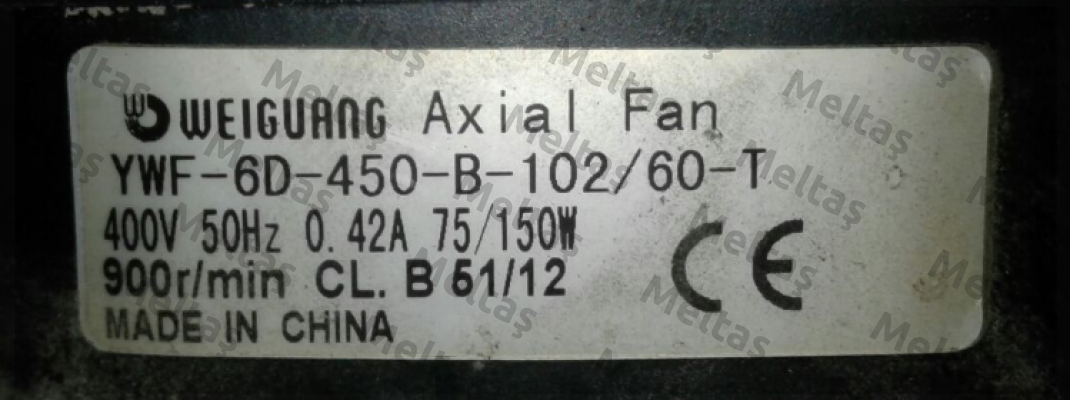 WEIGUANG Axial Fan
YWF-6D-450-B-102/60-T
400V 50Hz 0.42A 75/150W
900r/min CL. B 51/12
MADE IN CHINA
CE
Meltaş